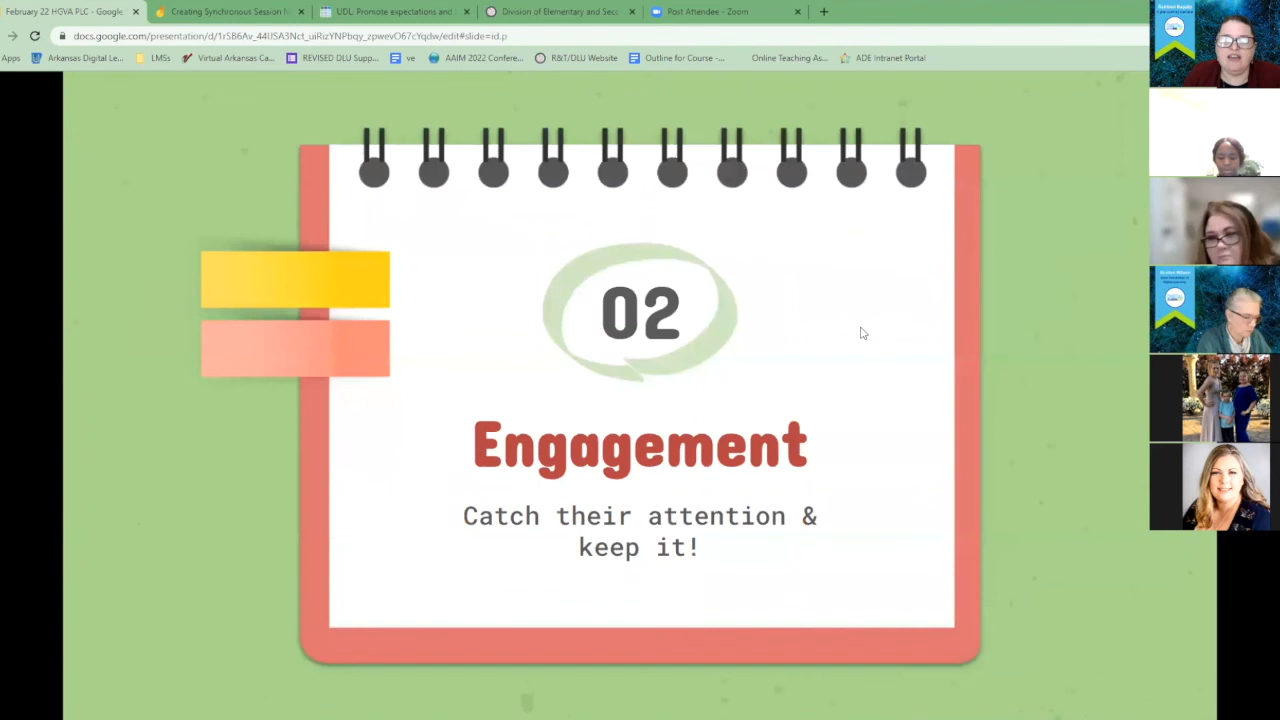 February 22 HGVA PLC - Google
Creating Synchronous Session N
UDL: Promote expectations and
Division of Elementary and Seco
Post Attendee - Zoom
docs.google.com/presentation/d/1rSB6Av_44USA3Nct_uiRizYNPbqy_zpwevO67cYqdw/edit#slide=id.p
Apps
Arkansas Digital Le...
LMSs
Virtual Arkansas Ca...
REVISED DLU Supp...
ve
AAIM 2022 Confere...
R&T/DLU Website
Outline for Course -...
Online Teaching As...
ADE Intranet Portal
02
Engagement
Catch their attention &
keep it!